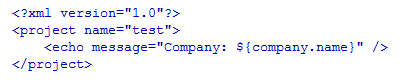 <?xml version="1.0"?>
<project name="test">
    <echo message="Company: ${company.name}" />
</project>